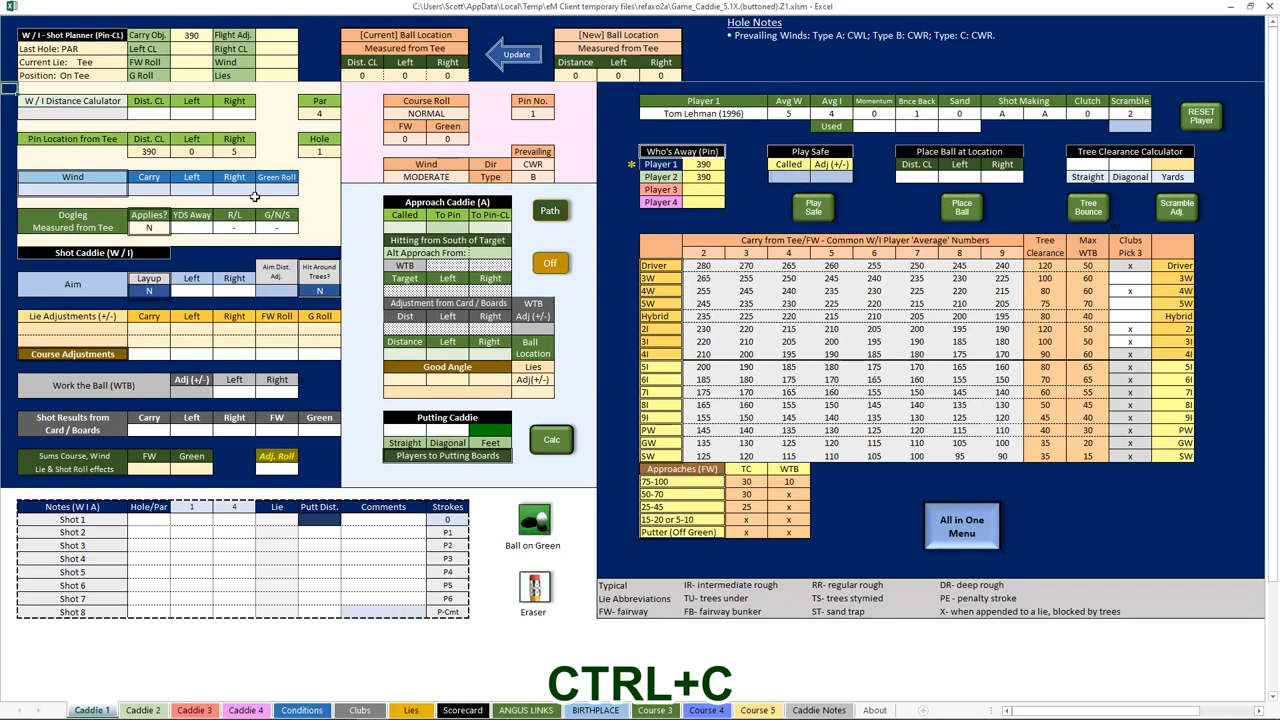 C:\Users\Scott\AppData\Local\Temp\eM Client temporary files\refaxo2a\Game_Caddie_5.1X.(buttoned).Z1.xlsm - Excel
Hole Notes
• Prevailing Winds: Type A: CWL; Type B: CWR; Type: C: CWR.
W / I - Shot Planner (Pin-CL) Carry Obj. 390 Flight Adj.
Last Hole: PAR Left CL Right CL
Current Lie: Tee FW Roll Wind
Position: On Tee G Roll Lies
[Current] Ball Location
Measured from Tee
Dist. CL Left Right
0 0 0
Update
[New] Ball Location
Measured from Tee
Distance Left Right
0 0 0
W / I Distance Calulator Dist. CL Left Right Par
4
Pin Location from Tee Dist. CL Left Right Hole
390 0 5 1
Wind Carry Left Right Green Roll
Dogleg Applies? YDS Away R/L G/N/S
Measured from Tee N - -
Shot Caddie (W / I)
Aim Layup Left Right Aim Dist. Adj. Hit Around Trees?
N N
Lie Adjustments (+/-) Carry Left Right FW Roll G Roll
Course Adjustments
Work the Ball (WTB) Adj (+/-) Left Right
Shot Results from Carry Left Right FW Green
Card / Boards
Sums Course, Wind FW Green Adj. Roll
Lie & Shot Roll effects
Course Roll Pin No.
NORMAL 1
FW Green
0 0 Prevailing
Wind Dir CWR
MODERATE Type B
Approach Caddie (A)
Called To Pin To Pin-CL
Path
Hitting from South of Target
Alt Approach From:
WTB
Off
Target Left Right
Adjustment from Card / Boards WTB
Dist Left Right Adj (+/-)
Distance Left Right Ball Location
Good Angle Lies
Adj(+/-)
Putting Caddie
Straight Diagonal Feet
Players to Putting Boards
Calc
Player 1 Avg W Avg I Momentum Bnce Back Sand Shot Making Clutch Scramble
Tom Lehman (1996) 5 4 0 1 0 A A 0 2
Used
RESET Player
Who's Away (Pin)
* Player 1 390
Player 2 390
Player 3
Player 4
Play Safe
Called Adj (+/-)
Play Safe
Place Ball at Location
Dist. CL Left Right
Place Ball
Tree Clearance Calculator
Straight Diagonal Yards
Tree Bounce
Scramble Adj.
W
Carry from Tee/FW - Common W/I Player 'Average' Numbers Tree Max Clubs
2 3 4 5 6 7 8 9 Clearance WTB Pick 3
Driver 280 270 265 260 255 250 245 240 120 50 x Driver
3W 265 255 250 245 240 235 230 225 100 60 3W
4W 255 245 240 235 230 225 220 215 80 60 x 4W
5W 245 235 230 225 220 215 210 205 75 70 5W
Hybrid 235 225 220 215 210 205 200 195 80 40 Hybrid
2I 230 220 215 210 205 200 195 190 120 50 x 2I
3I 220 210 205 200 195 190 185 180 100 50 x 3I
4I 210 200 195 190 185 180 175 170 90 60 x 4I
5I 200 190 185 180 175 170 165 160 80 65 x 5I
6I 185 180 175 170 165 160 155 150 70 65 x 6I
7I 175 165 160 155 150 145 140 135 60 55 x 7I
8I 165 155 150 145 140 135 130 125 50 45 x 8I
9I 155 145 140 135 130 125 120 115 45 40 x 9I
PW 145 135 130 125 120 115 110 105 40 30 x PW
GW 135 125 120 115 110 105 100 95 35 20 x GW
SW 125 115 110 105 100 95 90 35 15 x SW
Approaches (FW) TC WTB
75-100 30 10
50-70 30 x
25-45 25 x
15-20 or 5-10 x x
Putter (Off Green) x x
All in One Menu
Notes (W I A) Hole/Par 1 4 Lie Putt Dist. Comments Strokes
Shot 1 0
Shot 2 P1
Shot 3 P2
Shot 4 P3
Shot 5 P4
Shot 6 P5
Shot 7 P6
Shot 8 P-Cmt
Ball on Green
Eraser
Typical IR- intermediate rough RR- regular rough DR- deep rough
Lie Abbreviations TU- trees under TS- trees stymied PE - penalty stroke
FW- fairway FB- fairway bunker ST- sand trap X- when appended to a lie, blocked by trees
CTRL+C
Caddie 1 Caddie 2 Caddie 3 Caddie 4 Conditions Clubs Lies Scorecard ANGUS LINKS BIRTHPLACE Course 3 Course 4 Course 5 Caddie Notes About